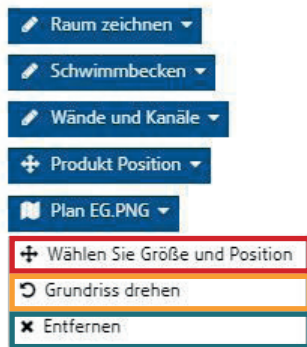 Raum zeichnen
Schwimmbecken
Wände und Kanäle
Produkt Position
Plan EG.PNG
Wählen Sie Größe und Position
Grundriss drehen
Entfernen